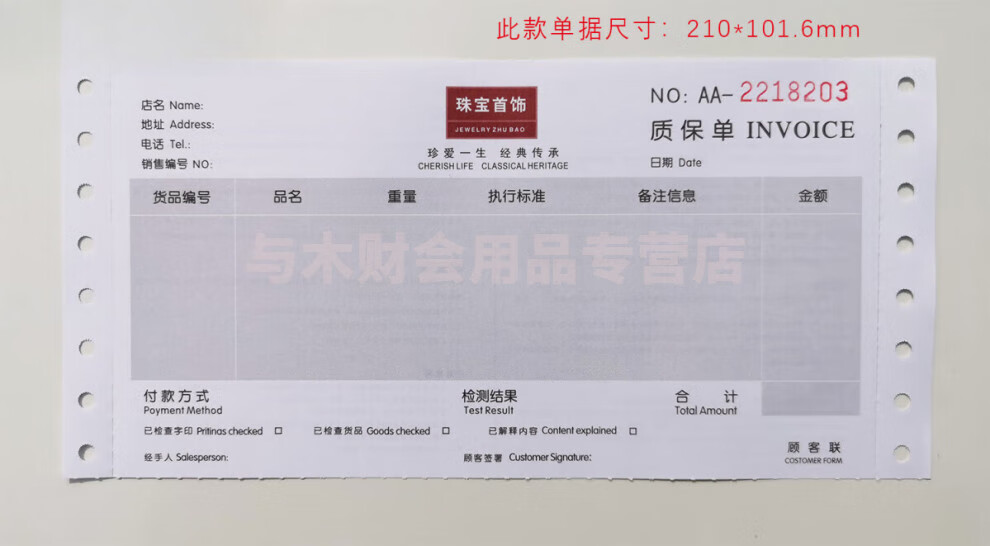 此款单据尺寸：210*101.6mm
店名 Name:
地址 Address:
电话 Tel.:
销售编号 NO:
珠宝首饰
JEWELRY ZHU BAO
珍爱一生 经典传承
CHERISH LIFE CLASSICAL HERITAGE
NO: AA-2218203
质保单 INVOICE
日期 Date
货品编号 品名 重量 执行标准 备注信息 金额
与木财会用品专营店
付款方式 检测结果 合计
Poyment Method Test Result Total Amount
已检查字印 Pritinas checked □ 已检查货品 Goods checked □ 已解释内容 Content explained □
经手人 Salesperson: 顾客签署 Customer Signature:
顾客联
COSTOMER FORM